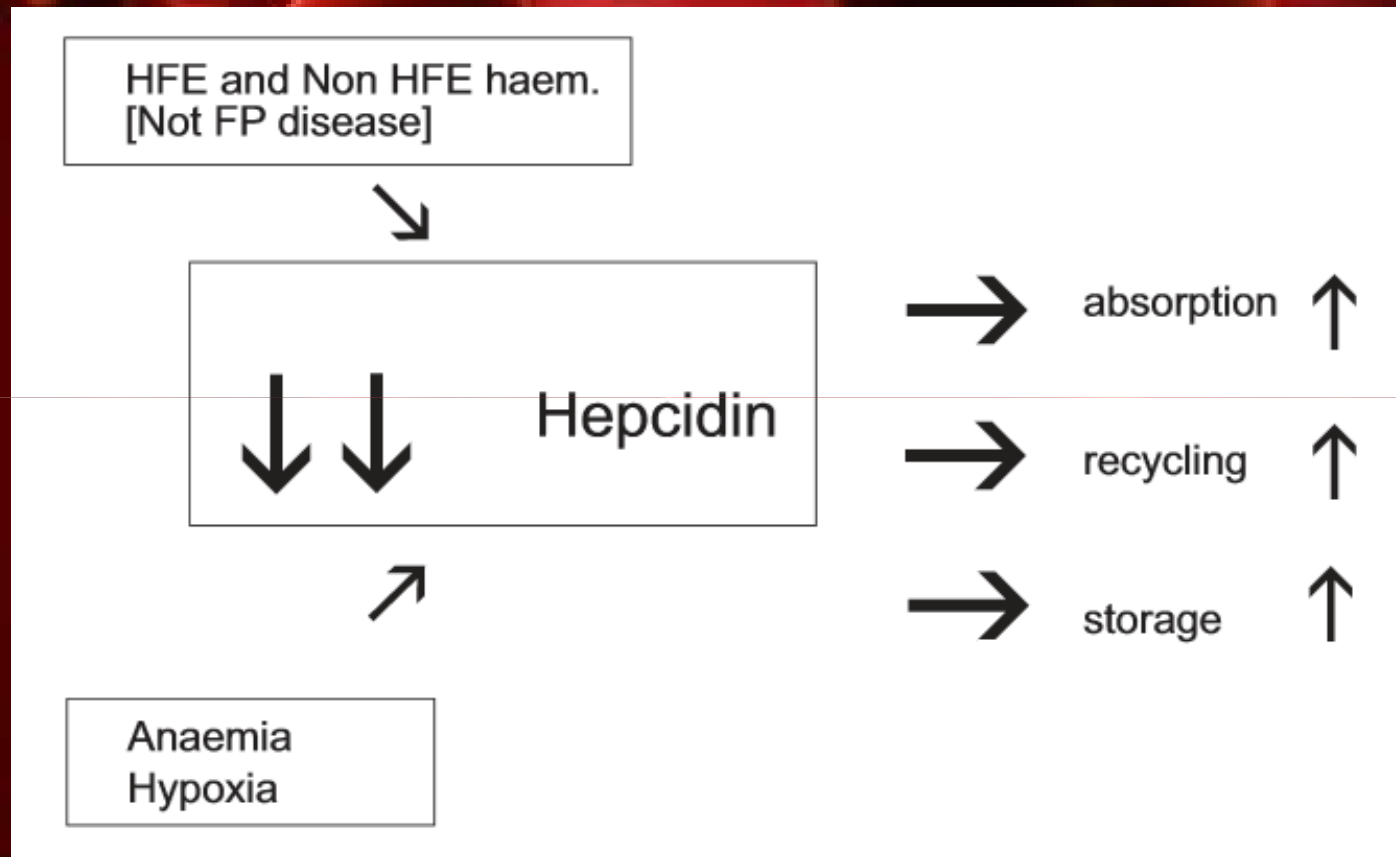 HFE and Non HFE haem.
[Not FP disease]
absorption
Hepcidin
recycling
storage
Anaemia
Hypoxia